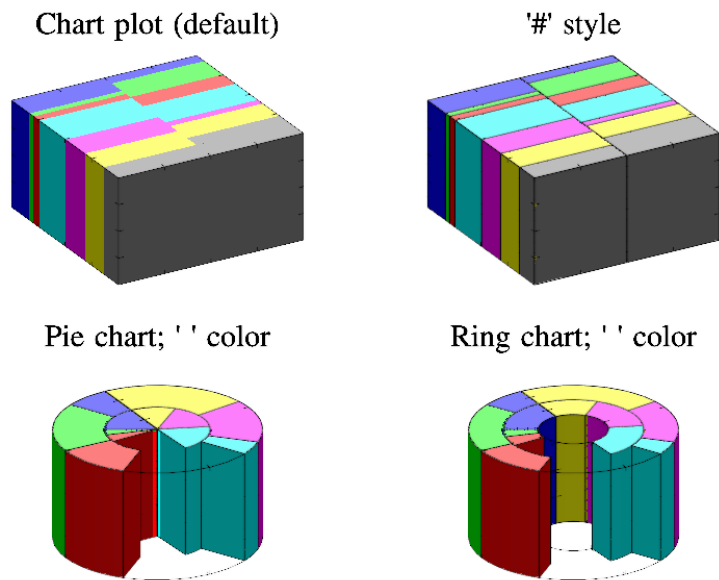 Chart plot (default)
'#' style
Pie chart; ' ' color
Ring chart; ' ' color